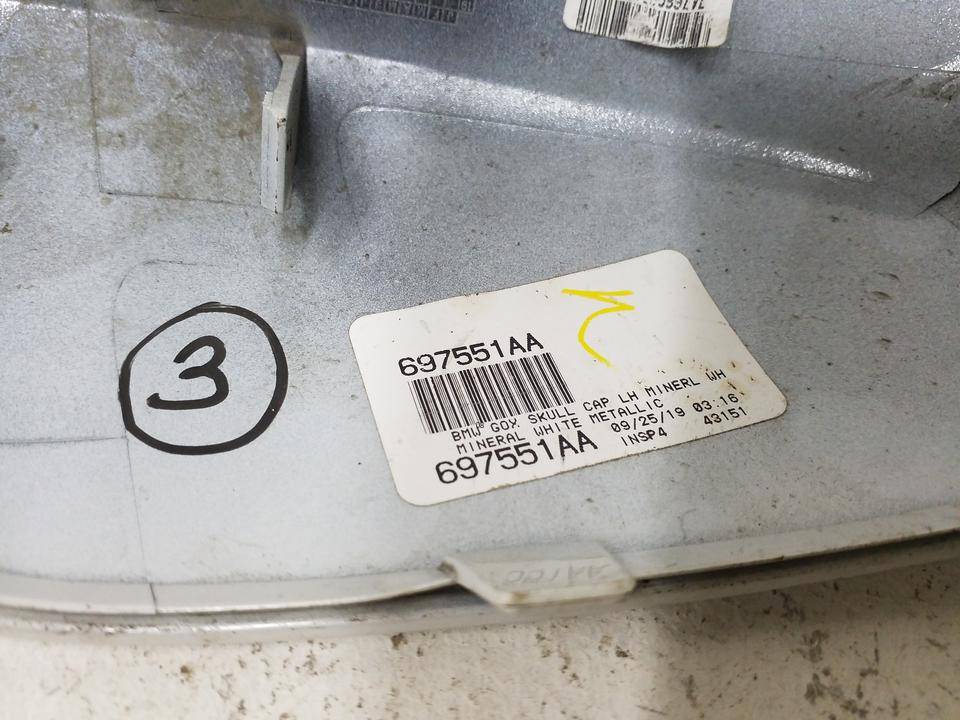 3
697551AA
BMW GOX SKULL CAP LH MINERL WH
MINERAL WHITE METALLIC
697551AA 09/25/19 03:16
INSP4 43151